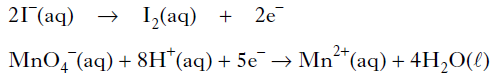 2I⁻(aq) → I₂(aq) + 2e⁻
MnO₄⁻(aq) + 8H⁺(aq) + 5e⁻ → Mn²⁺(aq) + 4H₂O(ℓ)